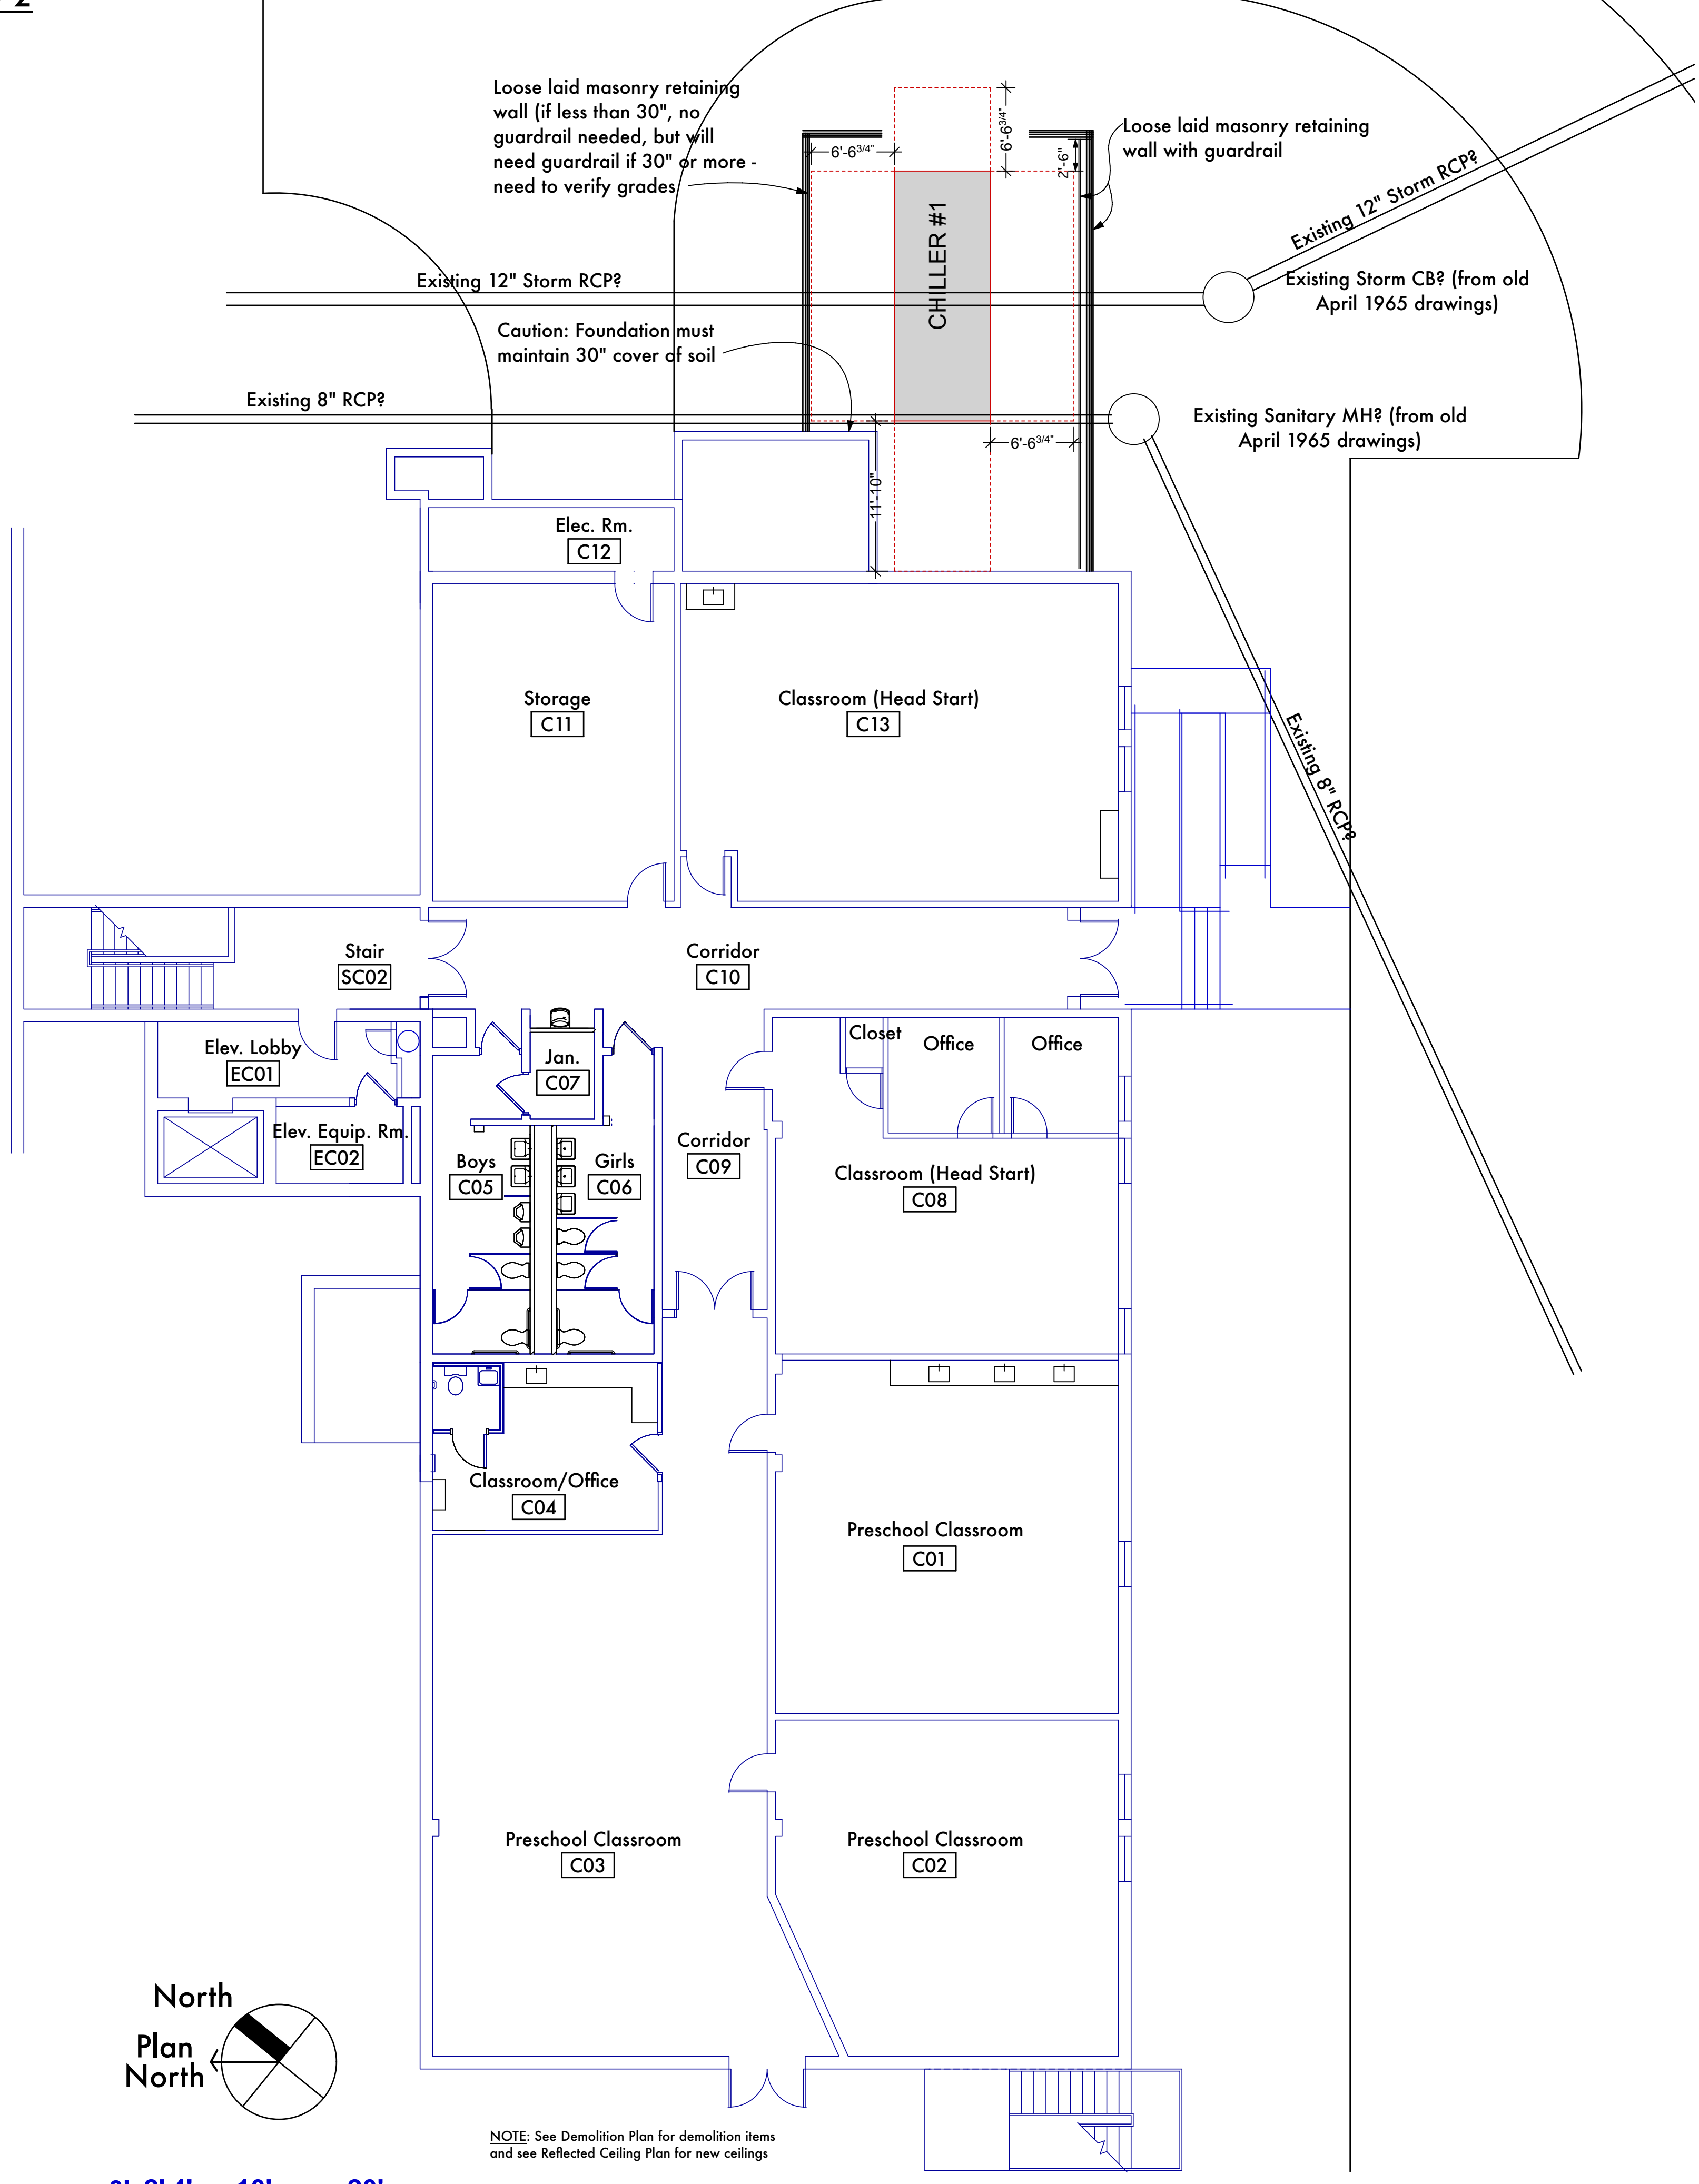 2
Loose laid masonry retaining
wall (if less than 30", no
guardrail needed, but will
need guardrail if 30" or more -
need to verify grades
6'-6 3/4"
6'-6 3/4"
2'-6"
Loose laid masonry retaining
wall with guardrail
CHILLER #1
Existing 12" Storm RCP?
Existing 12" Storm RCP?
Existing Storm CB? (from old
April 1965 drawings)
Caution: Foundation must
maintain 30" cover of soil
Existing 8" RCP?
Existing Sanitary MH? (from old
April 1965 drawings)
6'-6 3/4"
11'-10"
Elec. Rm.
C12
Storage
C11
Classroom (Head Start)
C13
Existing 8" RCP?
Stair
SC02
Corridor
C10
Elev. Lobby
EC01
Jan.
C07
Closet
Office
Office
Elev. Equip. Rm.
EC02
Boys
C05
Girls
C06
Corridor
C09
Classroom (Head Start)
C08
Classroom/Office
C04
Preschool Classroom
C01
Preschool Classroom
C03
Preschool Classroom
C02
North
Plan
North
NOTE: See Demolition Plan for demolition items
and see Reflected Ceiling Plan for new ceilings